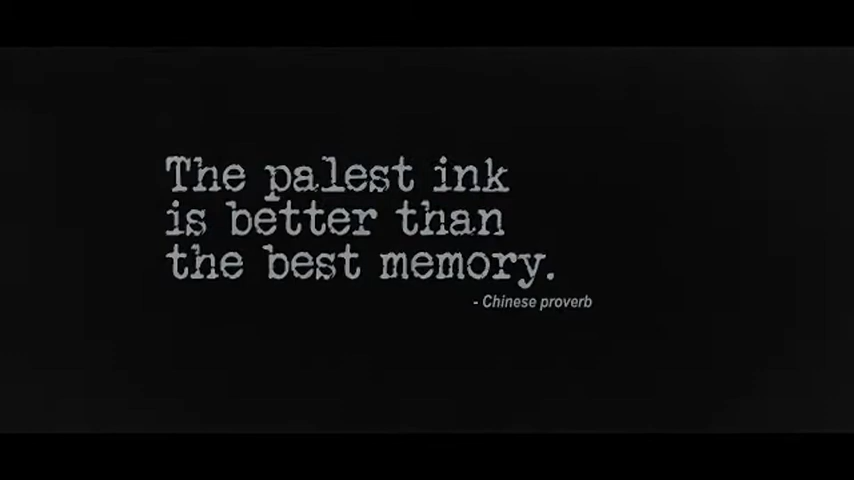 The palest ink
is better than
the best memory.
- Chinese proverb